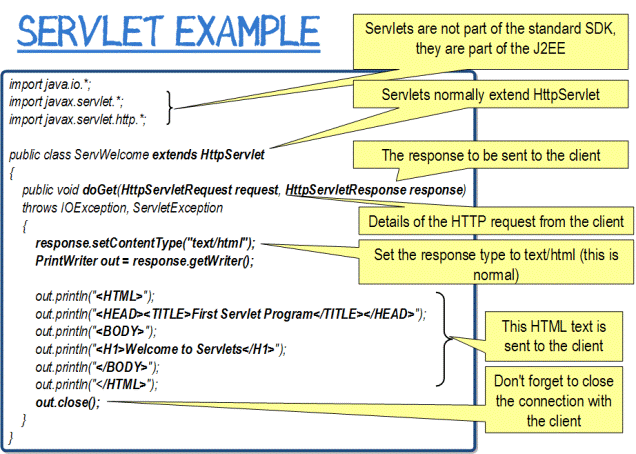 SERVLET EXAMPLE
Servlets are not part of the standard SDK,
they are part of the J2EE
import java.io.*;
import javax.servlet.*;
import javax.servlet.http.*;
Servlets normally extend HttpServlet
public class ServWelcome extends HttpServlet
{
The response to be sent to the client
public void doGet(HttpServletRequest request, HttpServletResponse response)
throws IOException, ServletException
Details of the HTTP request from the client
{
response.setContentType("text/html");
PrintWriter out = response.getWriter();
Set the response type to text/html (this is
normal)
out.println("<HTML>");
out.println("<HEAD><TITLE>First Servlet Program</TITLE></HEAD>");
out.println("<BODY>");
out.println("<H1>Welcome to Servlets</H1>");
out.println("</BODY>");
out.println("</HTML>");
This HTML text is
sent to the client
out.close();
Don't forget to close
the connection with
the client
}
}